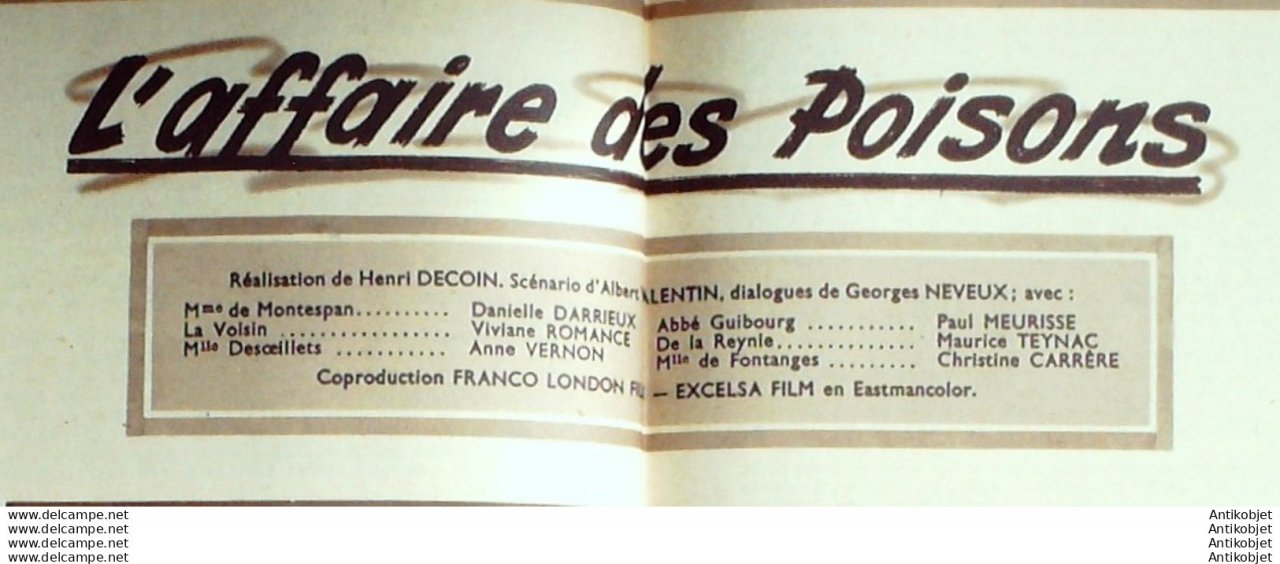 L'affaire des Poisons
Réalisation de Henri DECOIN. Scénario d'Albert ALENTIN, dialogues de Georges NEVEUX; avec :
Mme de Montespan.......... Danielle DARRIEUX
La Voisin ................ Viviane ROMANCE
Mlle Desœillets ........... Anne VERNON
Abbé Guibourg ........... Paul MEURISSE
De la Reynie.............. Maurice TEYNAC
Mlle de Fontanges ......... Christine CARRÈRE
Coproduction FRANCO LONDON FIL — EXCELSA FILM en Eastmancolor.
www.delcampe.net Antikobjet
www.delcampe.net Antikobjet
www.delcampe.net Antikobjet
www.delcampe.net Antikobjet